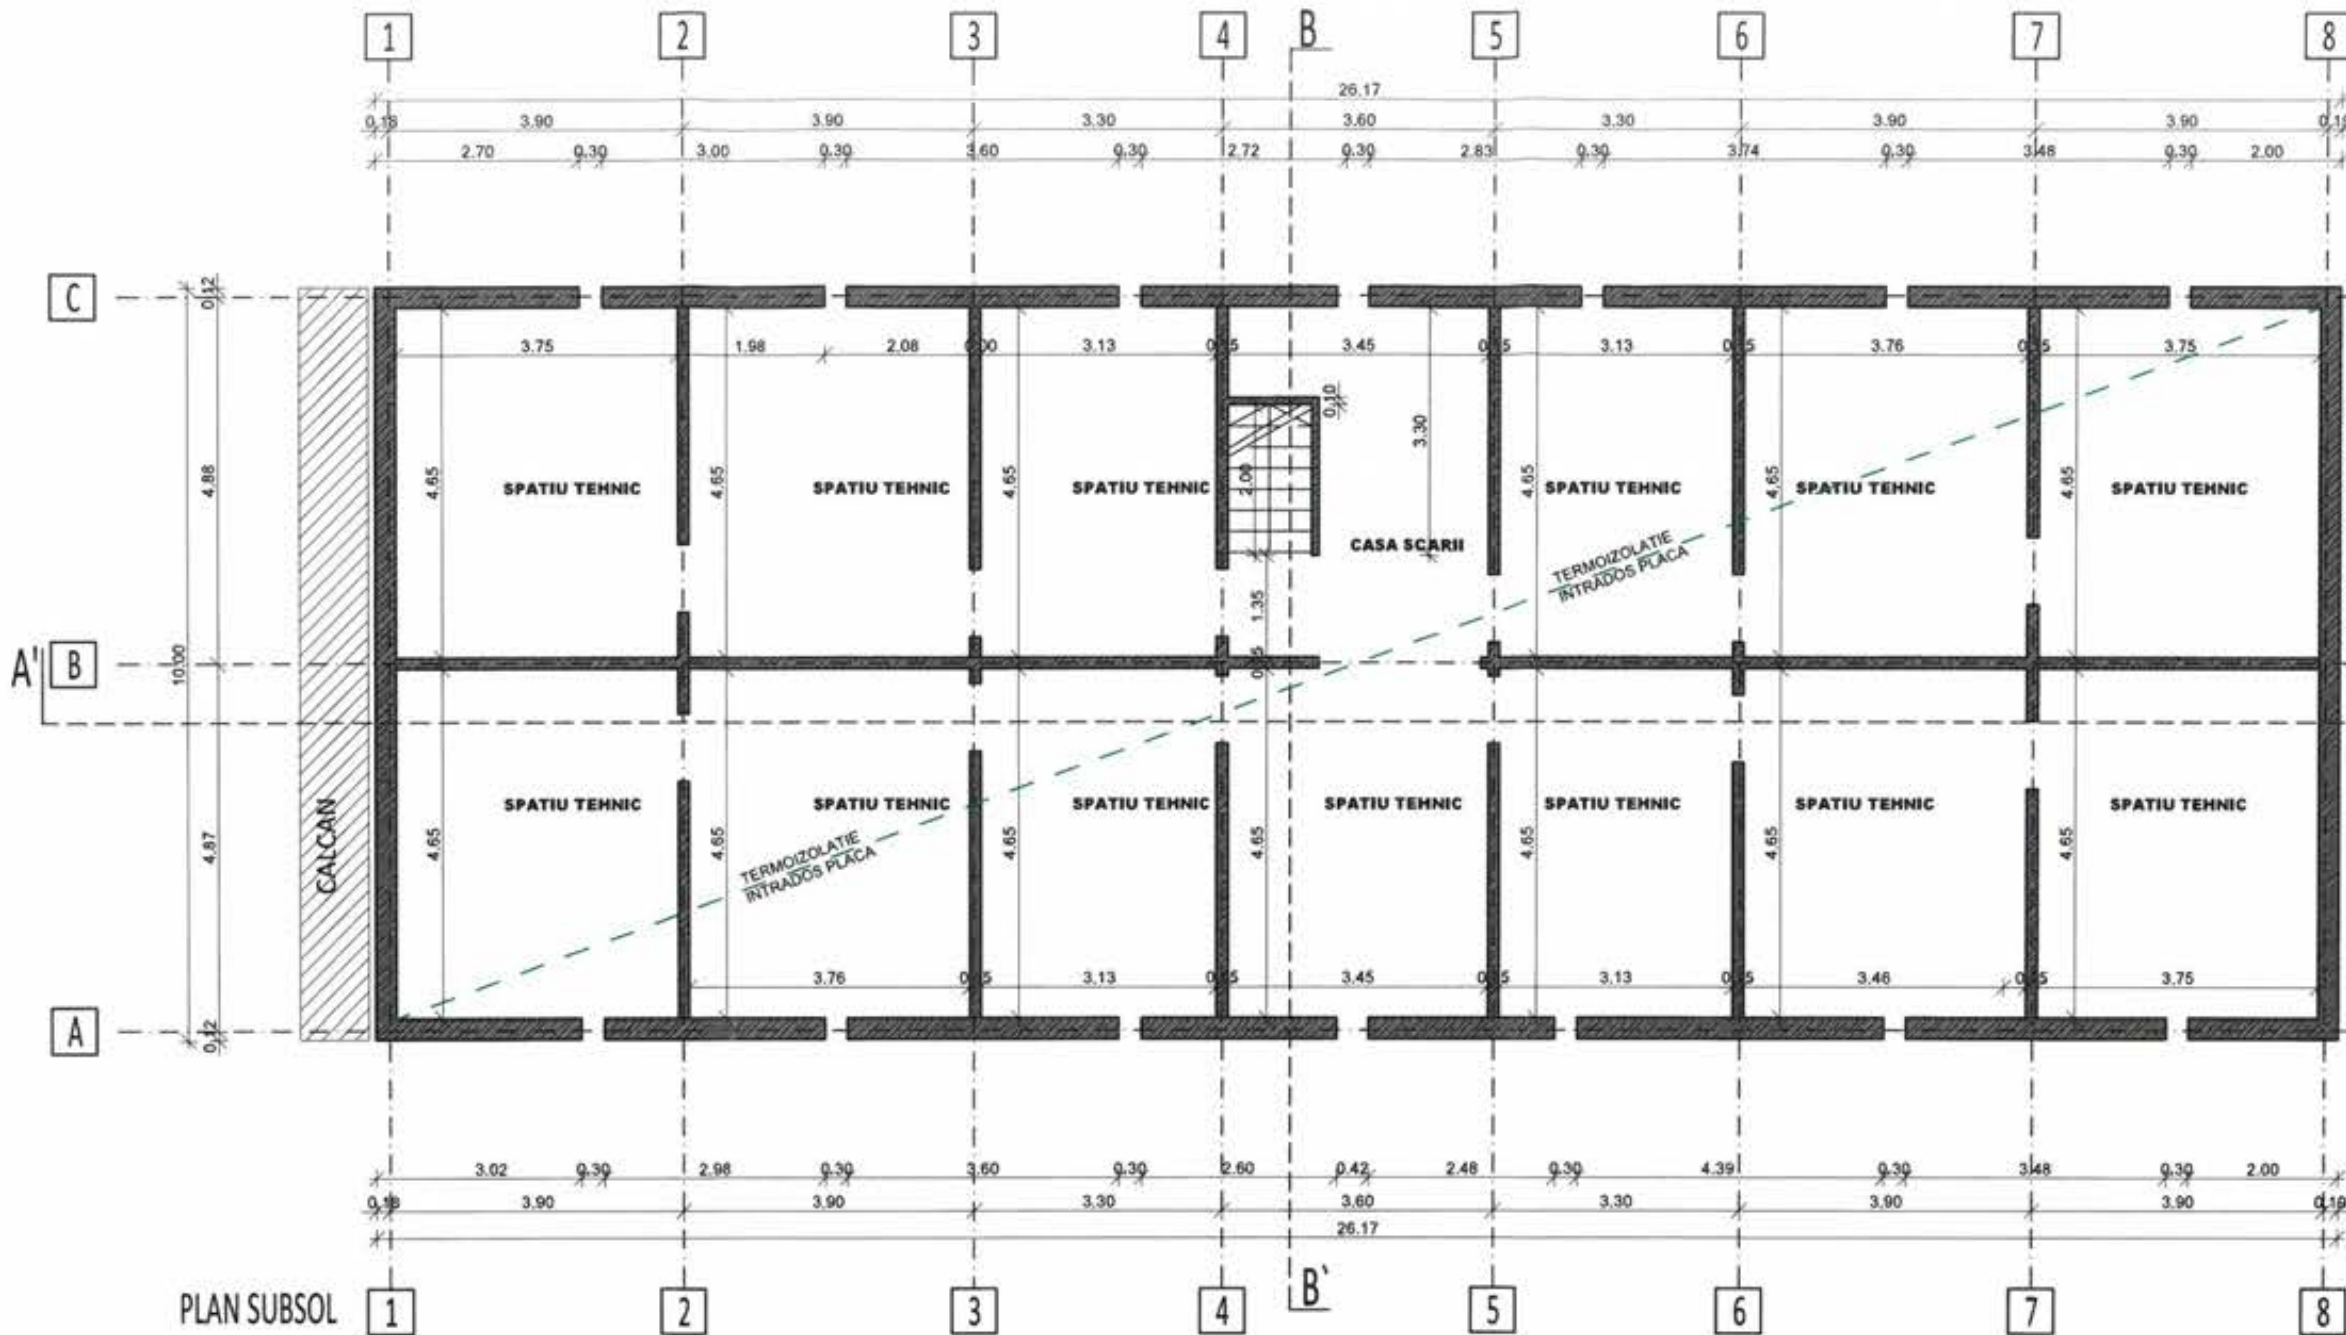 1 2 3 4 B 5 6 7 8
26.17
0.18 3.90 3.90 3.30 3.60 3.30 3.90 3.90
2.70 0.30 3.00 0.30 3.60 0.30 2.72 0.30 2.83 0.30 3.74 0.30 3.48 0.30 2.00
C
0.12
3.75 1.98 2.08 3.13 3.45 3.13 3.76 3.75
0.10
3.30
4.88 4.65 4.65 4.65 2.00 4.65 4.65 4.65
SPATIU TEHNIC SPATIU TEHNIC SPATIU TEHNIC SPATIU TEHNIC SPATIU TEHNIC SPATIU TEHNIC
CASA SCARII
TERMOIZOLATIE
INTRADOS PLACA
1.35
A' B
10.00
SPATIU TEHNIC SPATIU TEHNIC SPATIU TEHNIC SPATIU TEHNIC SPATIU TEHNIC SPATIU TEHNIC SPATIU TEHNIC
CALCAN
4.87 4.65 4.65 4.65 4.65 4.65 4.65 4.65
TERMOIZOLATIE
INTRADOS PLACA
3.76 3.13 3.45 3.13 3.46 3.75
A
0.12
3.02 0.30 2.98 0.30 3.60 0.30 2.60 0.42 2.48 0.30 4.39 0.30 3.48 0.30 2.00
0.18 3.90 3.90 3.30 3.60 3.30 3.90 3.90
26.17
PLAN SUBSOL
1 2 3 4 B` 5 6 7 8